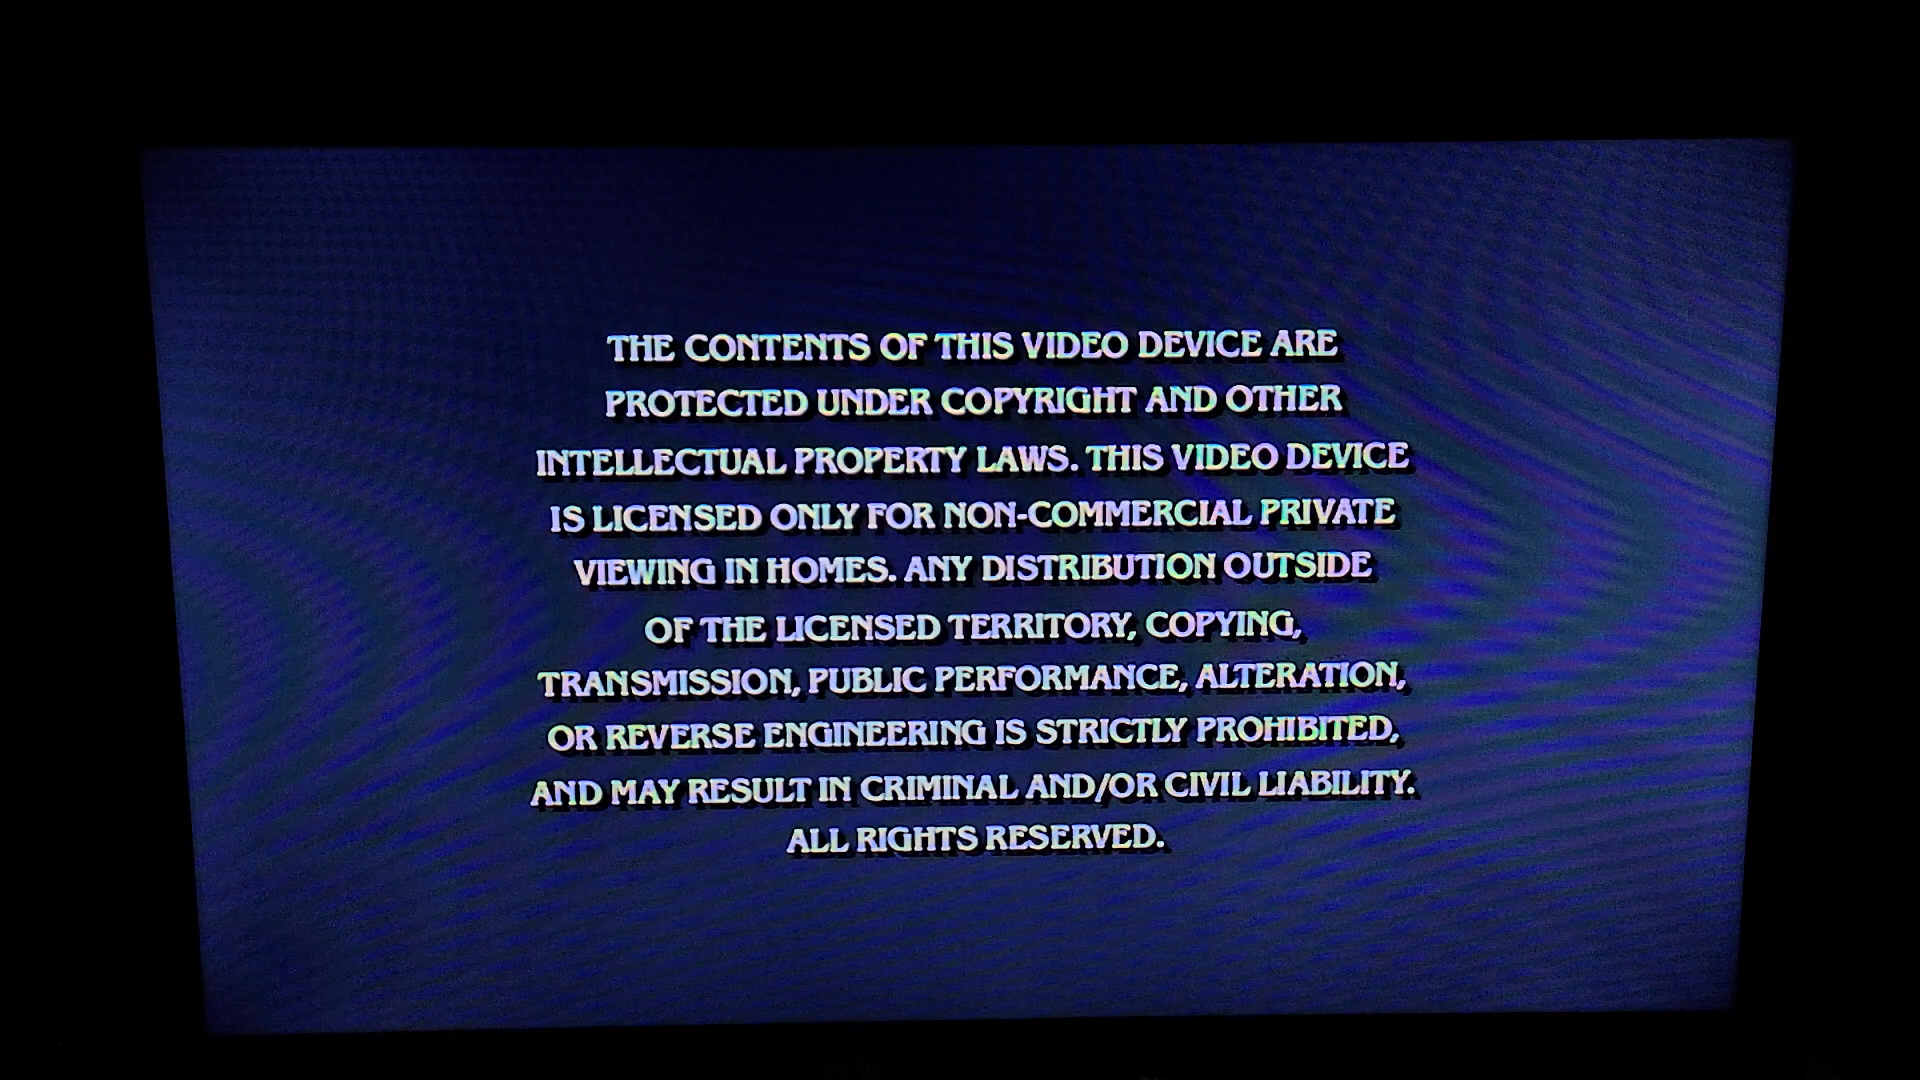 THE CONTENTS OF THIS VIDEO DEVICE ARE
PROTECTED UNDER COPYRIGHT AND OTHER
INTELLECTUAL PROPERTY LAWS. THIS VIDEO DEVICE
IS LICENSED ONLY FOR NON-COMMERCIAL PRIVATE
VIEWING IN HOMES. ANY DISTRIBUTION OUTSIDE
OF THE LICENSED TERRITORY, COPYING,
TRANSMISSION, PUBLIC PERFORMANCE, ALTERATION,
OR REVERSE ENGINEERING IS STRICTLY PROHIBITED,
AND MAY RESULT IN CRIMINAL AND/OR CIVIL LIABILITY.
ALL RIGHTS RESERVED.